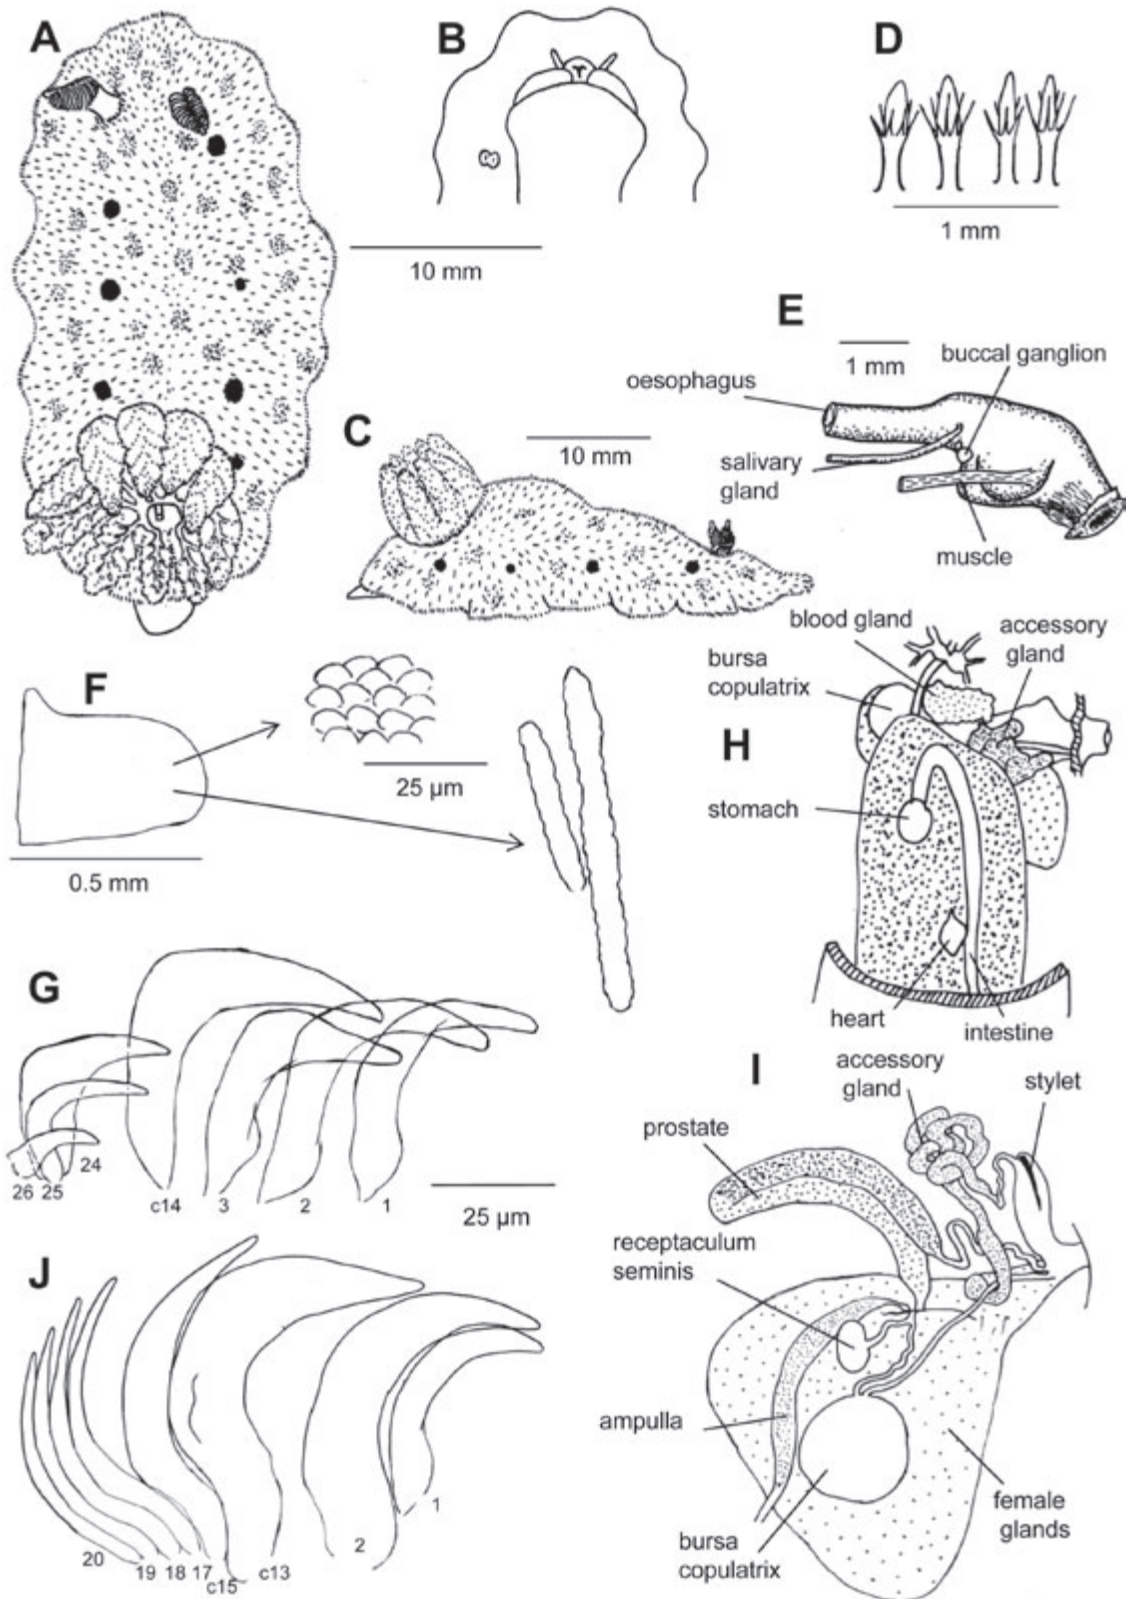 A
B
D
10 mm
1 mm
E
1 mm
buccal ganglion
oesophagus
C
10 mm
salivary
gland
muscle
blood gland
accessory
gland
bursa
copulatrix
F
25 µm
H
stomach
0.5 mm
heart
intestine
G
24
26
25
c14
3
2
1
25 µm
I
accessory
gland
stylet
prostate
receptaculum
seminis
ampulla
female
glands
bursa
copulatrix
J
20
19
18
17
c15
c13
2
1